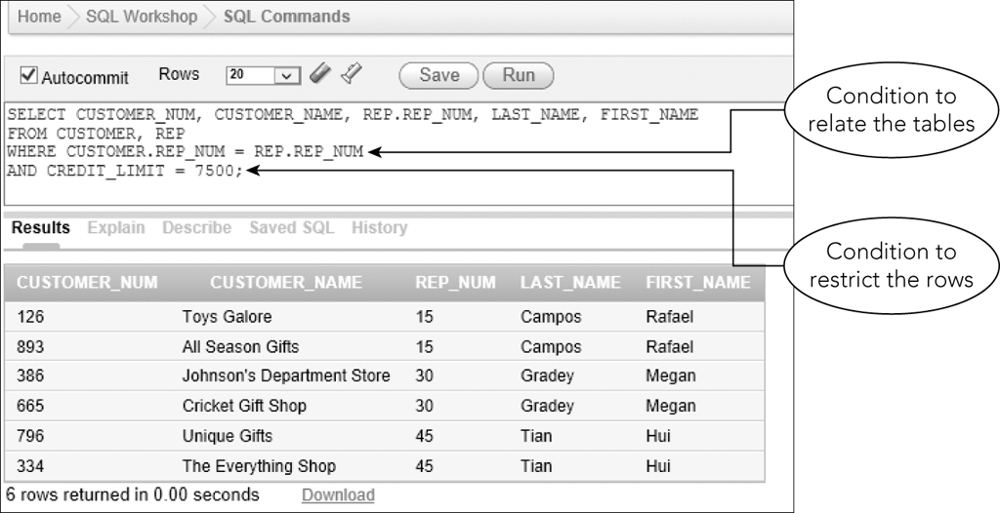 Home SQL Workshop SQL Commands
Autocommit Rows 20 Save Run
SELECT CUSTOMER_NUM, CUSTOMER_NAME, REP.REP_NUM, LAST_NAME, FIRST_NAME
FROM CUSTOMER, REP
WHERE CUSTOMER.REP_NUM = REP.REP_NUM
AND CREDIT_LIMIT = 7500;
Condition to
relate the tables
Results Explain Describe Saved SQL History
Condition to
restrict the rows
CUSTOMER_NUM CUSTOMER_NAME REP_NUM LAST_NAME FIRST_NAME
126 Toys Galore 15 Campos Rafael
893 All Season Gifts 15 Campos Rafael
386 Johnson's Department Store 30 Gradey Megan
665 Cricket Gift Shop 30 Gradey Megan
796 Unique Gifts 45 Tian Hui
334 The Everything Shop 45 Tian Hui
6 rows returned in 0.00 seconds Download